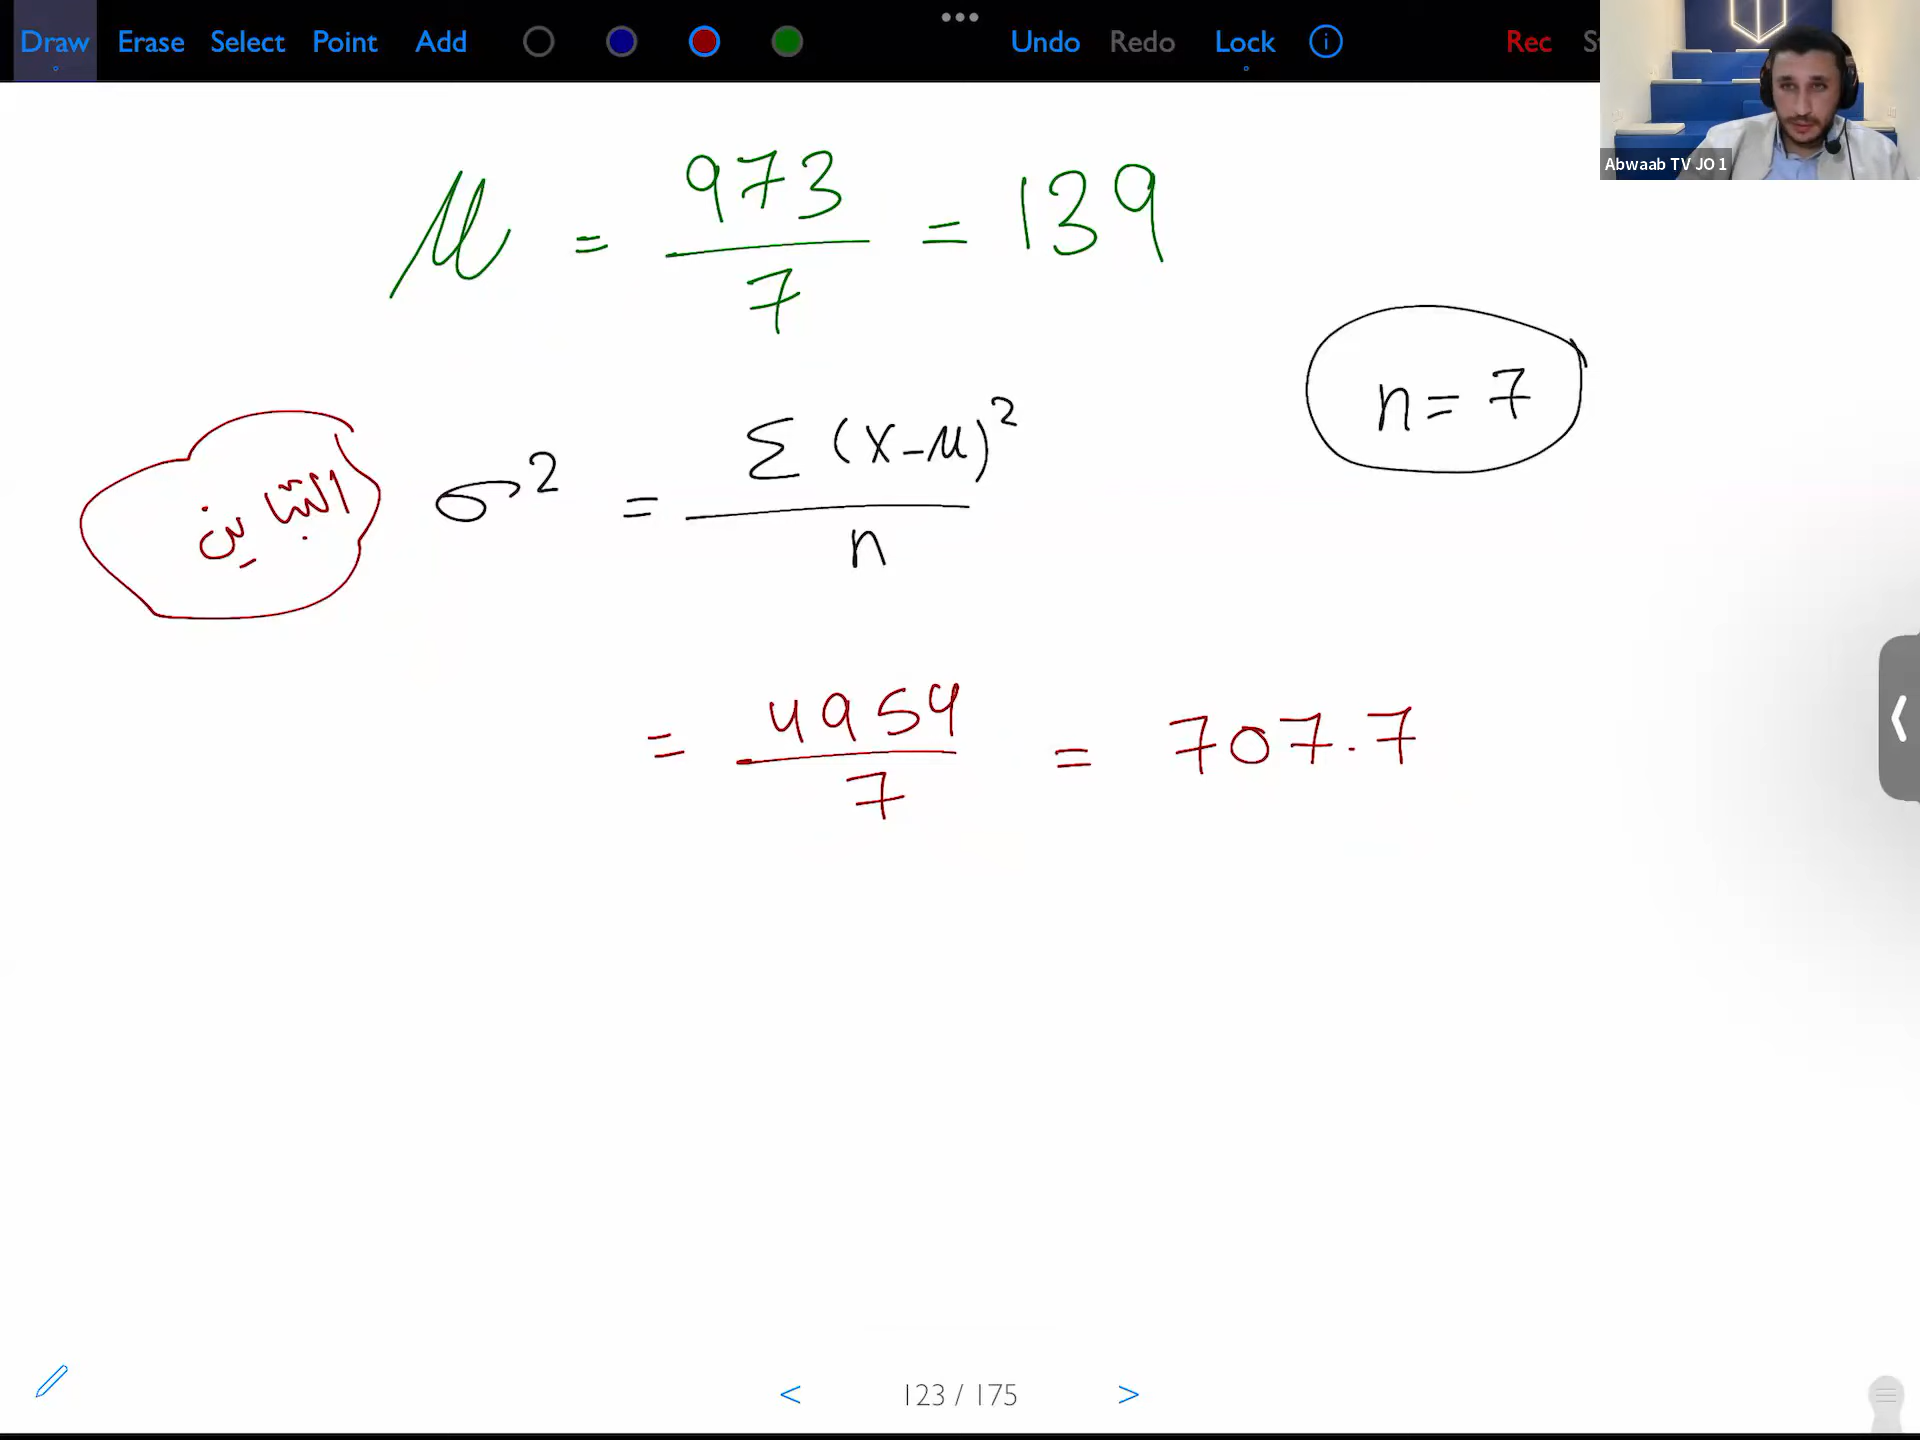 Draw Erase Select Point Add Undo Redo Lock Rec
Abwaab TV JO 1
μ = 973 / 7 = 139
n = 7
التباين
σ² = Σ (x-μ)² / n
= 4954 / 7 = 707.7
< 123 / 175 >